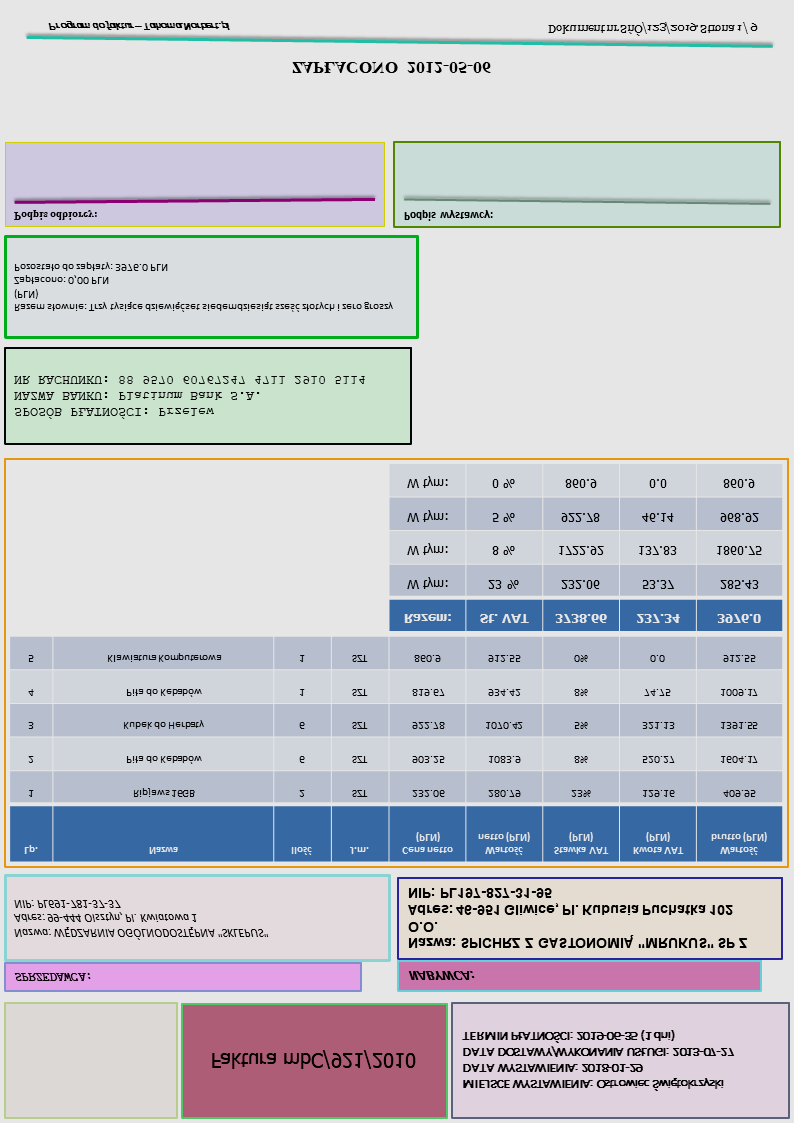 Faktura mbC/921/2010
MIEJSCE WYSTAWIENIA: Ostrowiec Świętokrzyski
DATA WYSTAWIENIA: 2018-01-29
DATA DOSTAWY/WYKONANIA USŁUGI: 2013-07-27
TERMIN PŁATNOŚCI: 2019-06-35 (1 dni)
SPRZEDAWCA:
Nazwa: WĘDZARNIA OGÓLNODOSTĘPNA "SKLEPUS"
Adres: 99-444 Olsztyn, Pl. Kwiatowa 1
NIP: PL691-781-37-37
NABYWCA:
Nazwa: SPICHRZ Z GASTONOMIĄ "MRUKUS" SP Z
O.O.
Adres: 46-951 Gliwice, Pl. Kubusia Puchatka 102
NIP: PL197-827-31-95
Lp. Nazwa Ilość J.m. Cena netto (PLN) Wartość netto (PLN) Stawka VAT (PLN) Kwota VAT (PLN) Wartość brutto (PLN)
1 Ripjaws 16GB 2 SZT 232.06 280.79 23% 129.16 409.95
2 Pita do Kebabów 6 SZT 903.25 1083.9 8% 520.27 1604.17
3 Kubek do Herbaty 6 SZT 922.78 1070.42 5% 321.13 1391.55
4 Pita do Kebabów 1 SZT 819.67 934.42 8% 74.75 1009.17
5 Klawiatura Komputerowa 1 SZT 860.9 912.55 0% 0.0 912.55
Razem: St. VAT 3738.66 237.34 3976.0
W tym: 23 % 232.06 53.37 285.43
W tym: 8 % 1722.92 137.83 1860.75
W tym: 5 % 922.78 46.14 968.92
W tym: 0 % 860.9 0.0 860.9
SPOSÓB PŁATNOŚCI: Przelew
NAZWA BANKU: Platinum Bank S.A.
NR RACHUNKU: 88 9570 60767247 4711 2910 5114
Razem słownie: Trzy tysiące dziewięćset siedemdziesiąt sześć złotych i zero groszy
(PLN)
Zapłacono: 0,00 PLN
Pozostało do zapłaty: 3976.0 PLN
Podpis odbiorcy:
Podpis wystawcy:
ZAPŁACONO 2012-05-06
Program do faktur – Tahoma Norbert.pl
Dokument nr ShO/123/2019 Strona 1 / 9